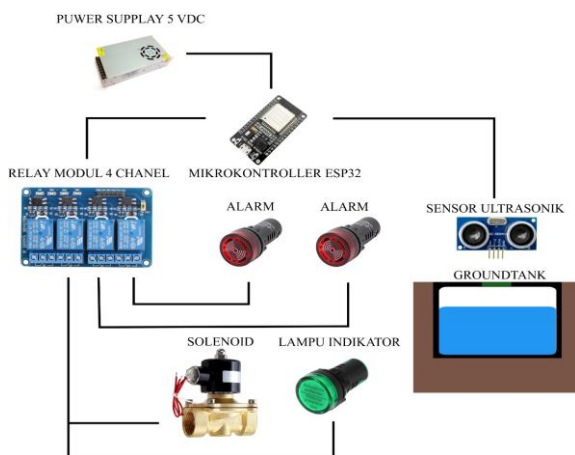 PUWER SUPPLAY 5 VDC
RELAY MODUL 4 CHANEL
MIKROKONTROLLER ESP32
ALARM
ALARM
SENSOR ULTRASONIK
GROUNDTANK
SOLENOID
LAMPU INDIKATOR